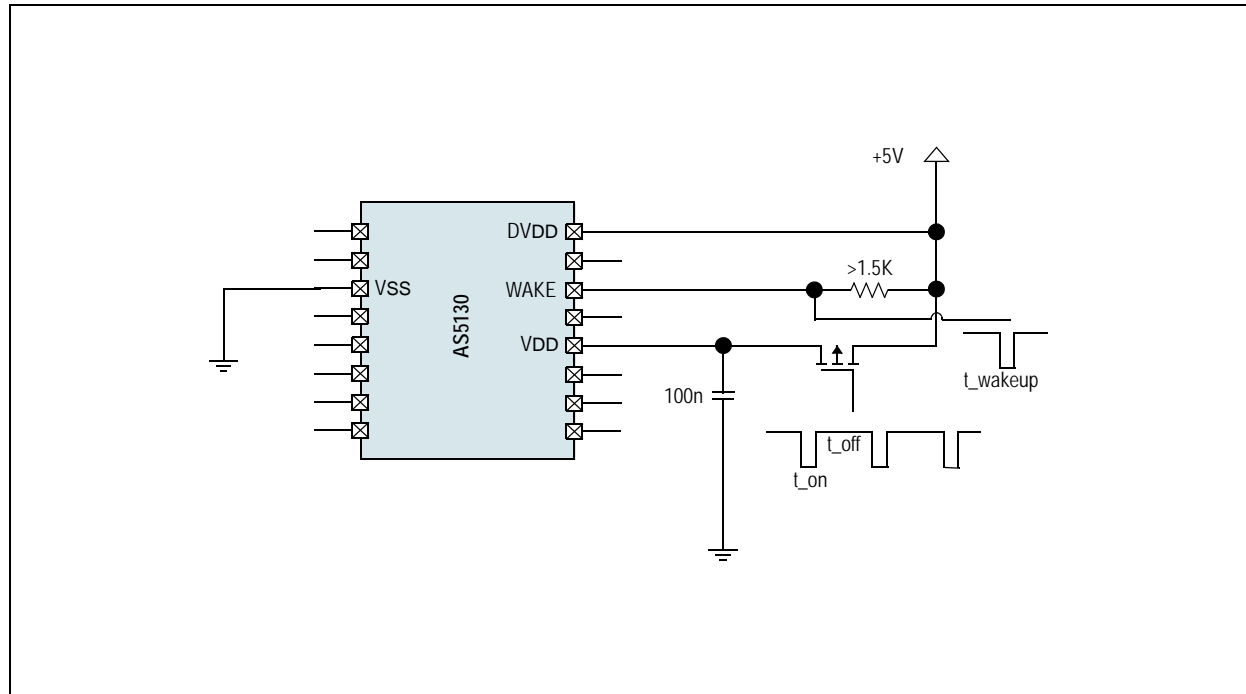 +5V
DVDD
>1.5K
VSS
WAKE
AS5130
VDD
t_wakeup
100n
t_off
t_on